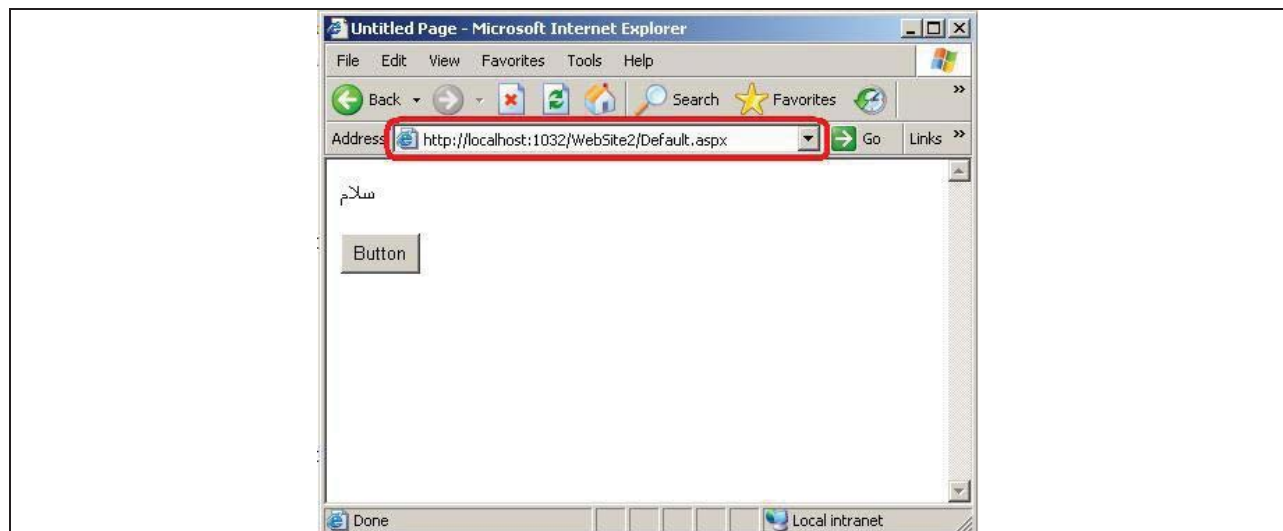 Untitled Page - Microsoft Internet Explorer
File Edit View Favorites Tools Help
Back Search Favorites »
Address http://localhost:1032/WebSite2/Default.aspx Go Links »
سلام
Button
Done Local intranet